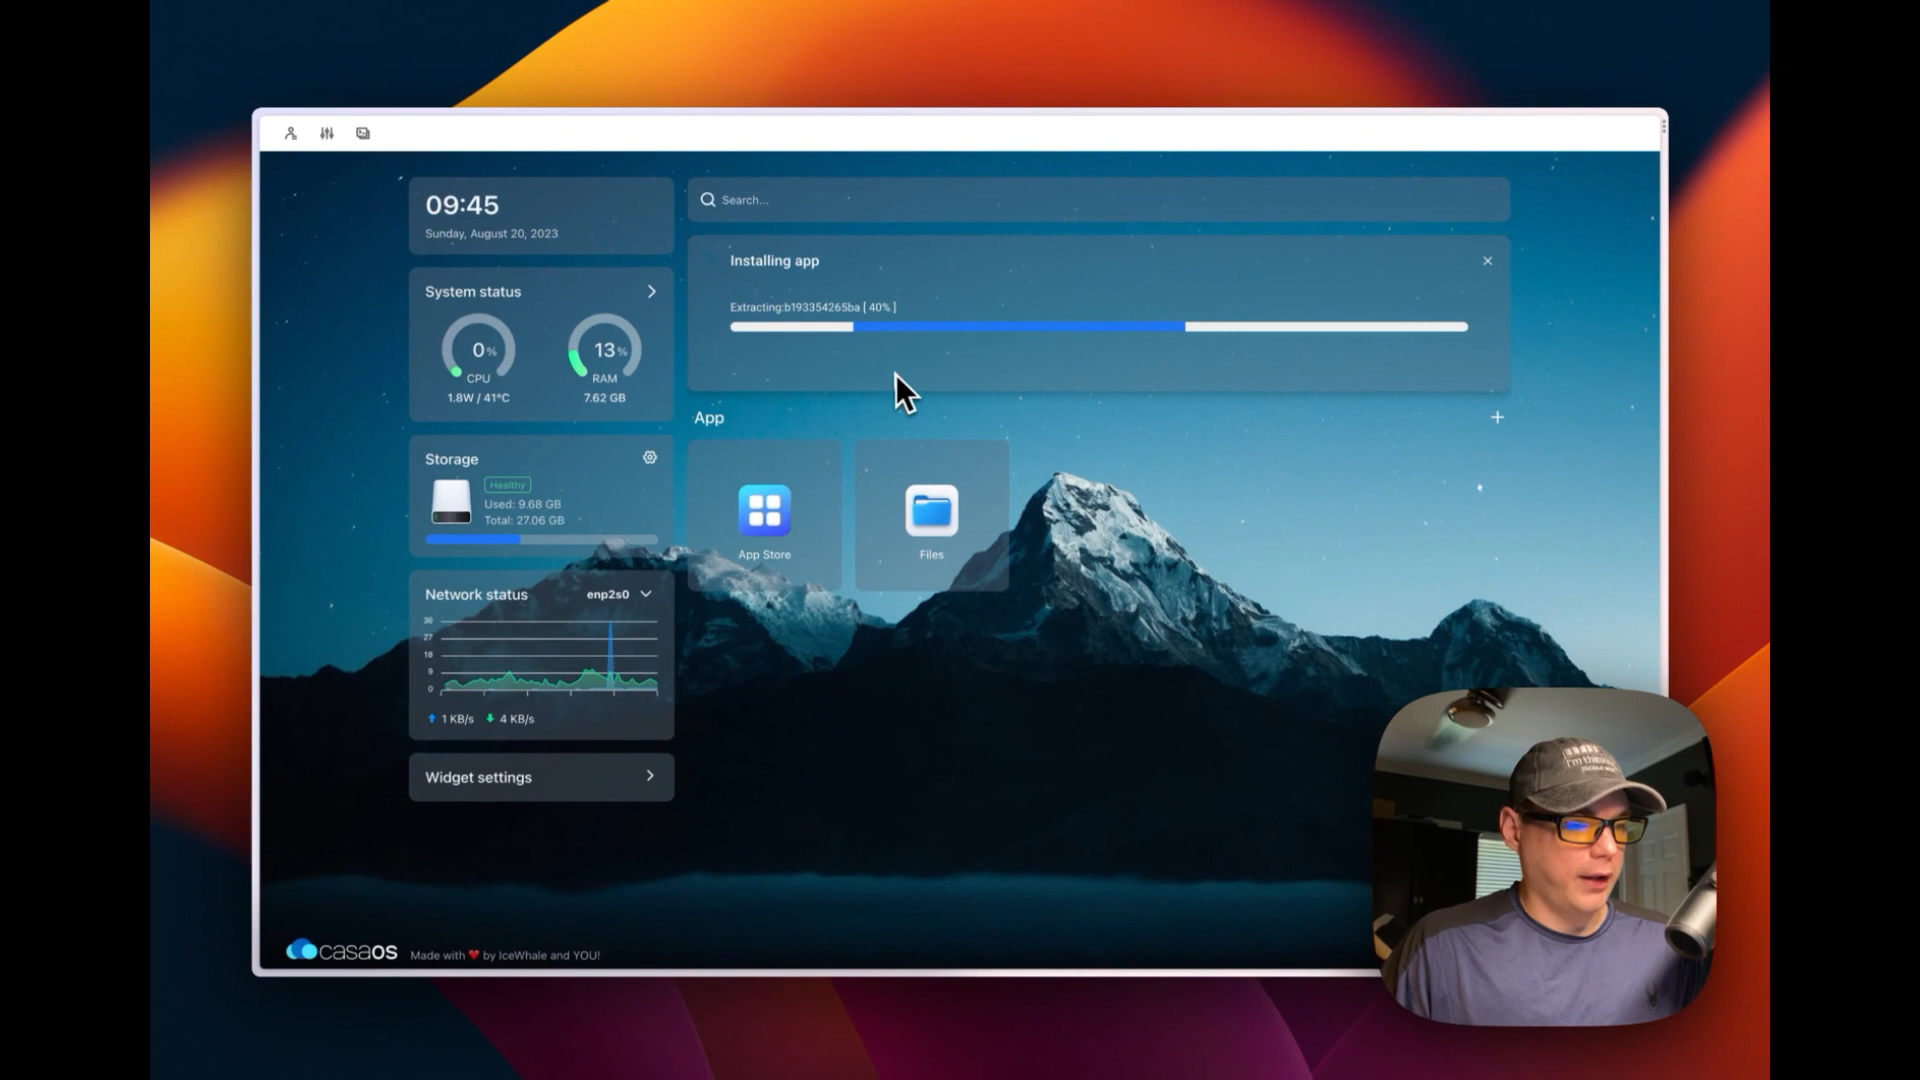 09:45
Sunday, August 20, 2023
Search...
System status
0%
CPU
1.8W / 41°C
13%
RAM
7.62 GB
Installing app
Extracting:b193354265ba [ 40% ]
App
Storage
Healthy
Used: 9.68 GB
Total: 27.06 GB
App Store
Files
Network status
enp2s0
36
27
18
9
0
1 KB/s
4 KB/s
Widget settings
casaOS
Made with ❤ by IceWhale and YOU!